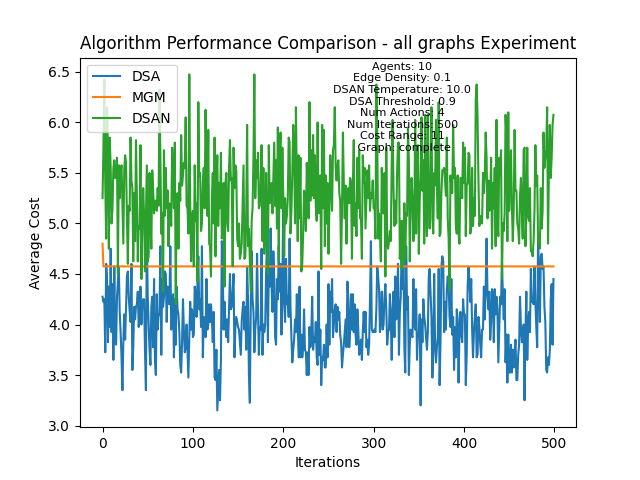 Algorithm Performance Comparison - all graphs Experiment
DSA
MGM
DSAN
Agents: 10
Edge Density: 0.1
DSAN Temperature: 10.0
DSA Threshold: 0.9
Num Actions: 4
Num Iterations: 500
Cost Range: 11
Graph: complete
Average Cost
6.5
6.0
5.5
5.0
4.5
4.0
3.5
3.0
0 100 200 300 400 500
Iterations